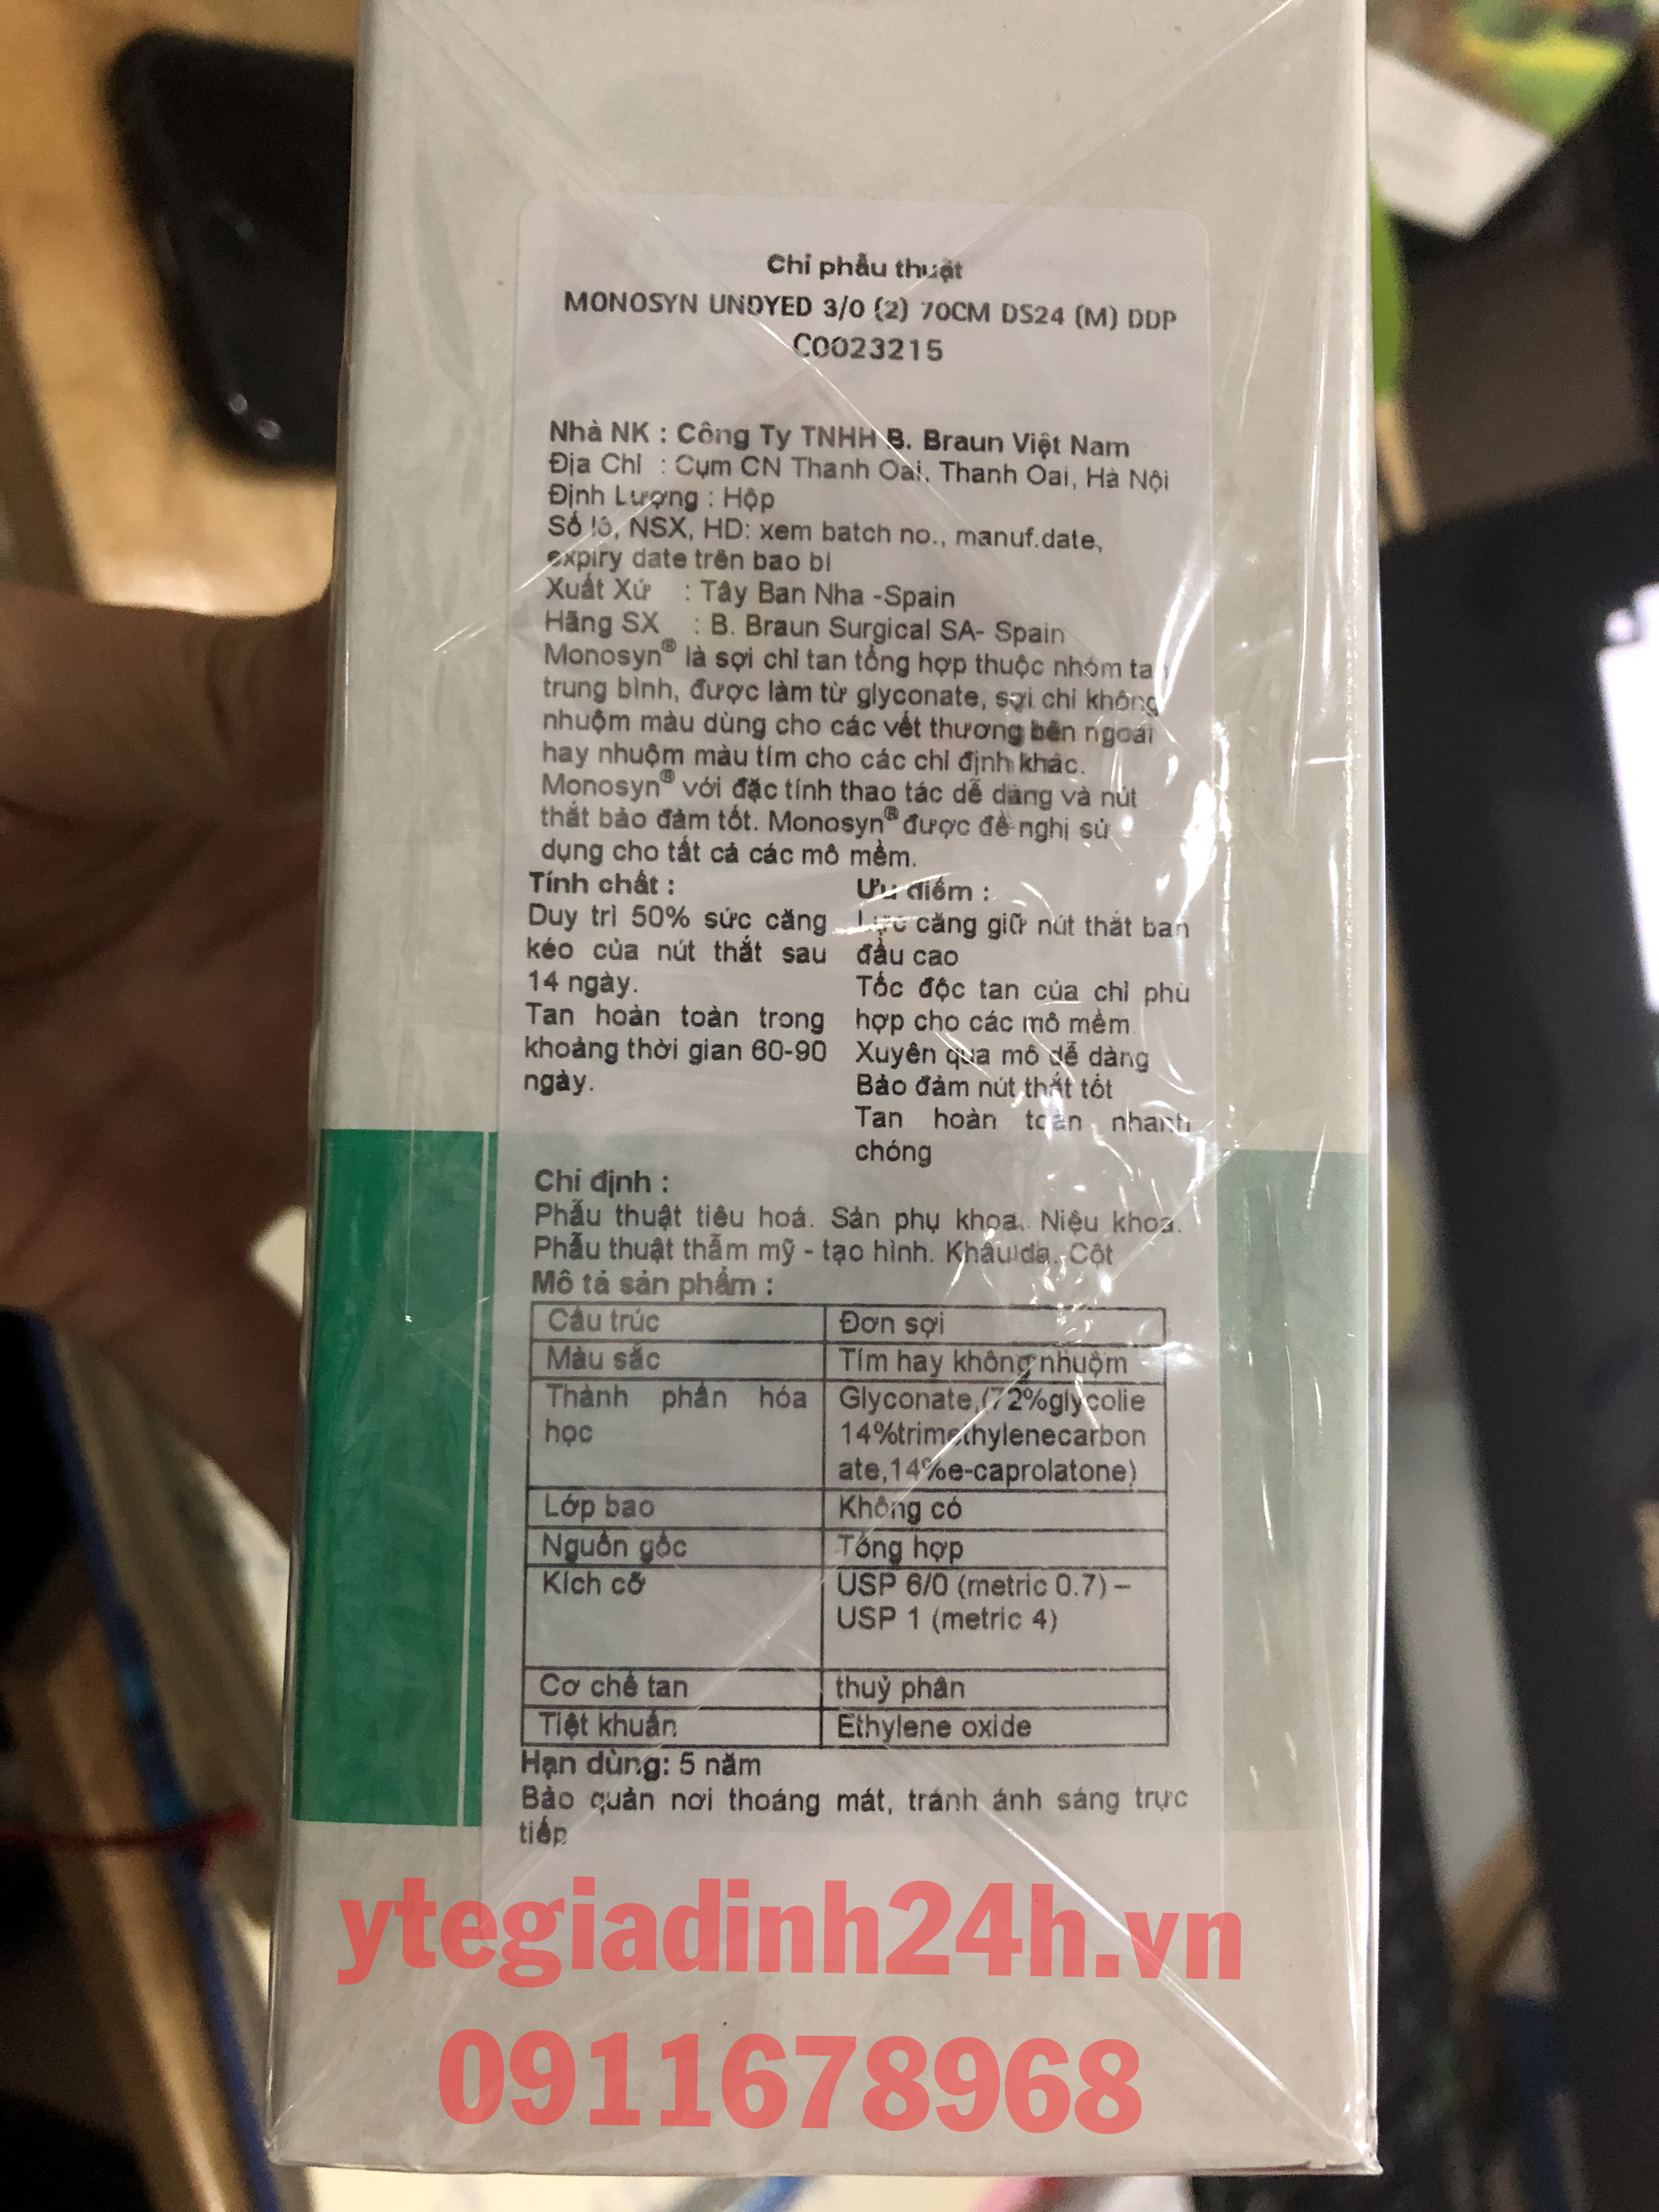 Chỉ phẫu thuật
MONOSYN UNDYED 3/0 (2) 70CM DS24 (M) DDP
C0023215
Nhà NK : Công Ty TNHH B. Braun Việt Nam
Địa Chỉ : Cụm CN Thanh Oai, Thanh Oai, Hà Nội
Định Lượng : Hộp
Số lô, NSX, HD: xem batch no., manuf.date,
expiry date trên bao bì
Xuất Xứ : Tây Ban Nha -Spain
Hãng SX : B. Braun Surgical SA- Spain
Monosyn® là sợi chỉ tan tổng hợp thuộc nhóm tan
trung bình, được làm từ glyconate, sợi chỉ không
nhuộm màu dùng cho các vết thương bên ngoài
hay nhuộm màu tím cho các chỉ định khác.
Monosyn® với đặc tính thao tác dễ dàng và nút
thắt bảo đảm tốt. Monosyn® được đề nghị sử
dụng cho tất cả các mô mềm.
Tính chất :
Duy trì 50% sức căng
kéo của nút thắt sau
14 ngày.
Tan hoàn toàn trong
khoảng thời gian 60-90
ngày.
Ưu điểm :
Lực căng giữ nút thắt ban
đầu cao
Tốc độc tan của chỉ phù
hợp cho các mô mềm
Xuyên qua mô dễ dàng
Bảo đảm nút thắt tốt
Tan hoàn toàn nhanh
chóng
Chỉ định :
Phẫu thuật tiêu hoá. Sản phụ khoa. Niệu khoa.
Phẫu thuật thẩm mỹ - tạo hình. Khâu da. Cột
Mô tả sản phẩm :
Cấu trúc Đơn sợi
Màu sắc Tím hay không nhuộm
Thành phần hóa Glyconate,(72%glycolie
học 14%trimethylenecarbon
ate,14%e-caprolatone)
Lớp bao Không có
Nguồn gốc Tổng hợp
Kích cỡ USP 6/0 (metric 0.7) –
USP 1 (metric 4)
Cơ chế tan thuỷ phân
Tiệt khuẩn Ethylene oxide
Hạn dùng: 5 năm
Bảo quản nơi thoáng mát, tránh ánh sáng trực
tiếp
ytegiadinh24h.vn
0911678968